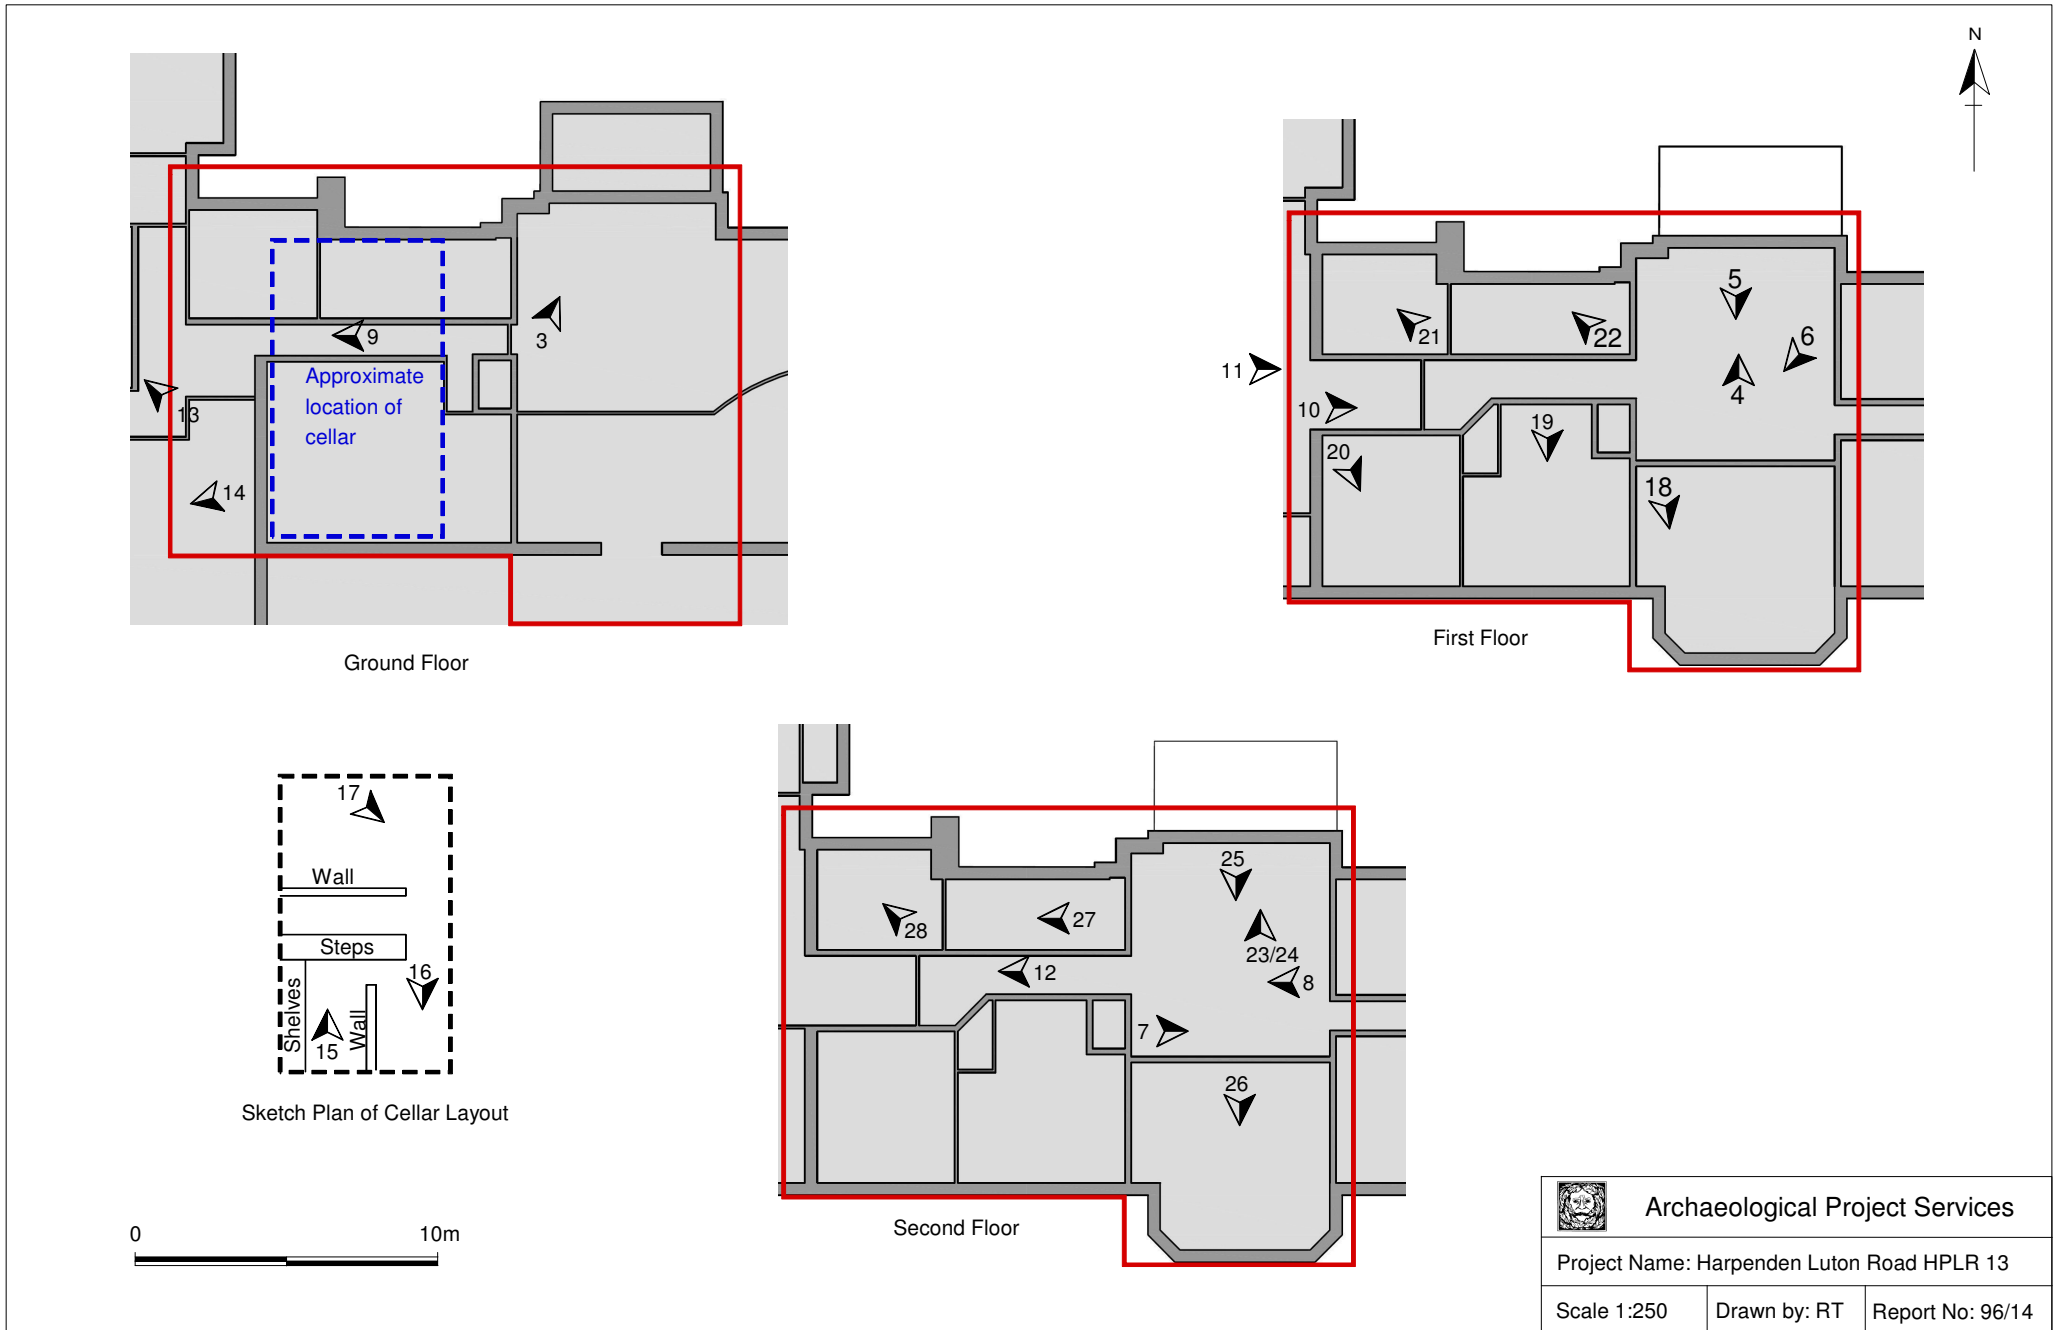 N
9
3
Approximate
location of
cellar
13
14
Ground Floor
5
21
22
6
11
4
10
19
20
18
First Floor
17
Wall
Steps
16
Shelves
Wall
15
Sketch Plan of Cellar Layout
25
28
27
23/24
12
8
7
26
Second Floor
0 10m
Archaeological Project Services
Project Name: Harpenden Luton Road HPLR 13
Scale 1:250
Drawn by: RT
Report No: 96/14